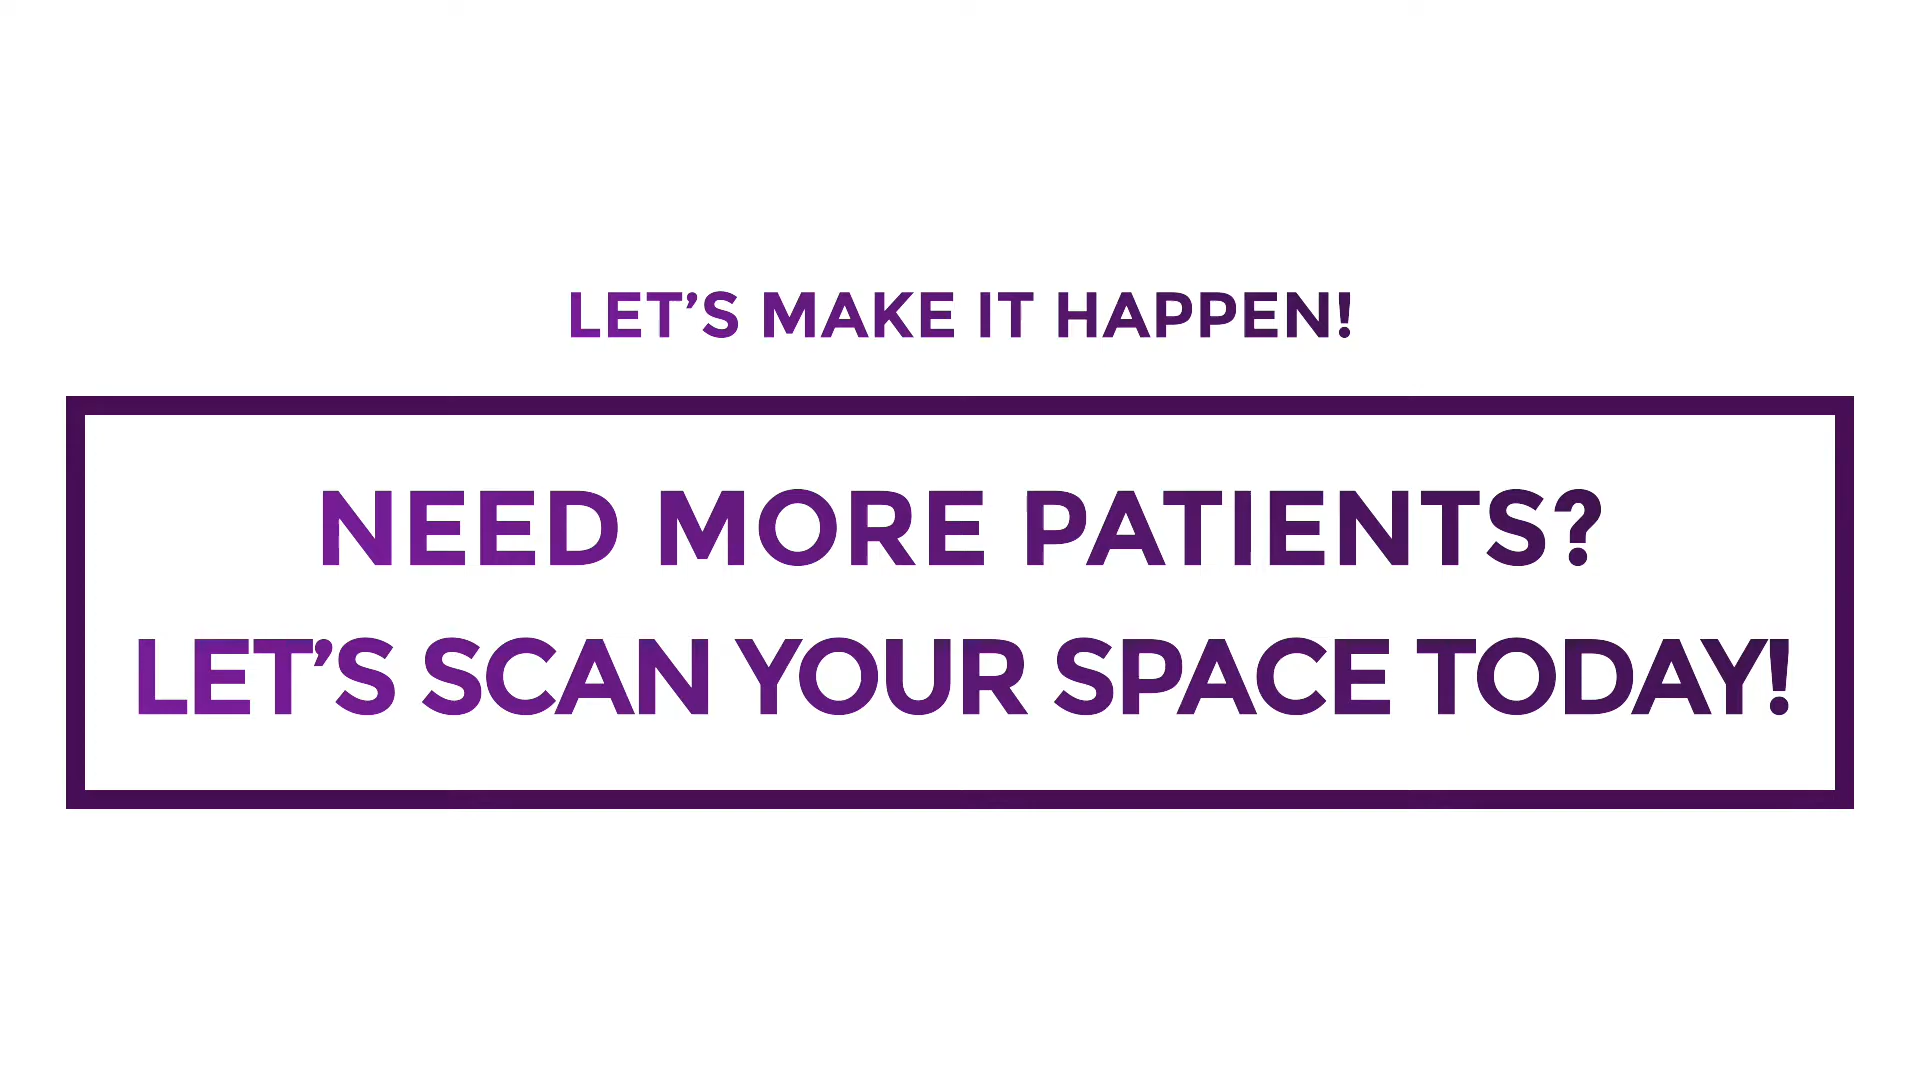 LET’S MAKE IT HAPPEN!
NEED MORE PATIENTS?
LET’S SCAN YOUR SPACE TODAY!